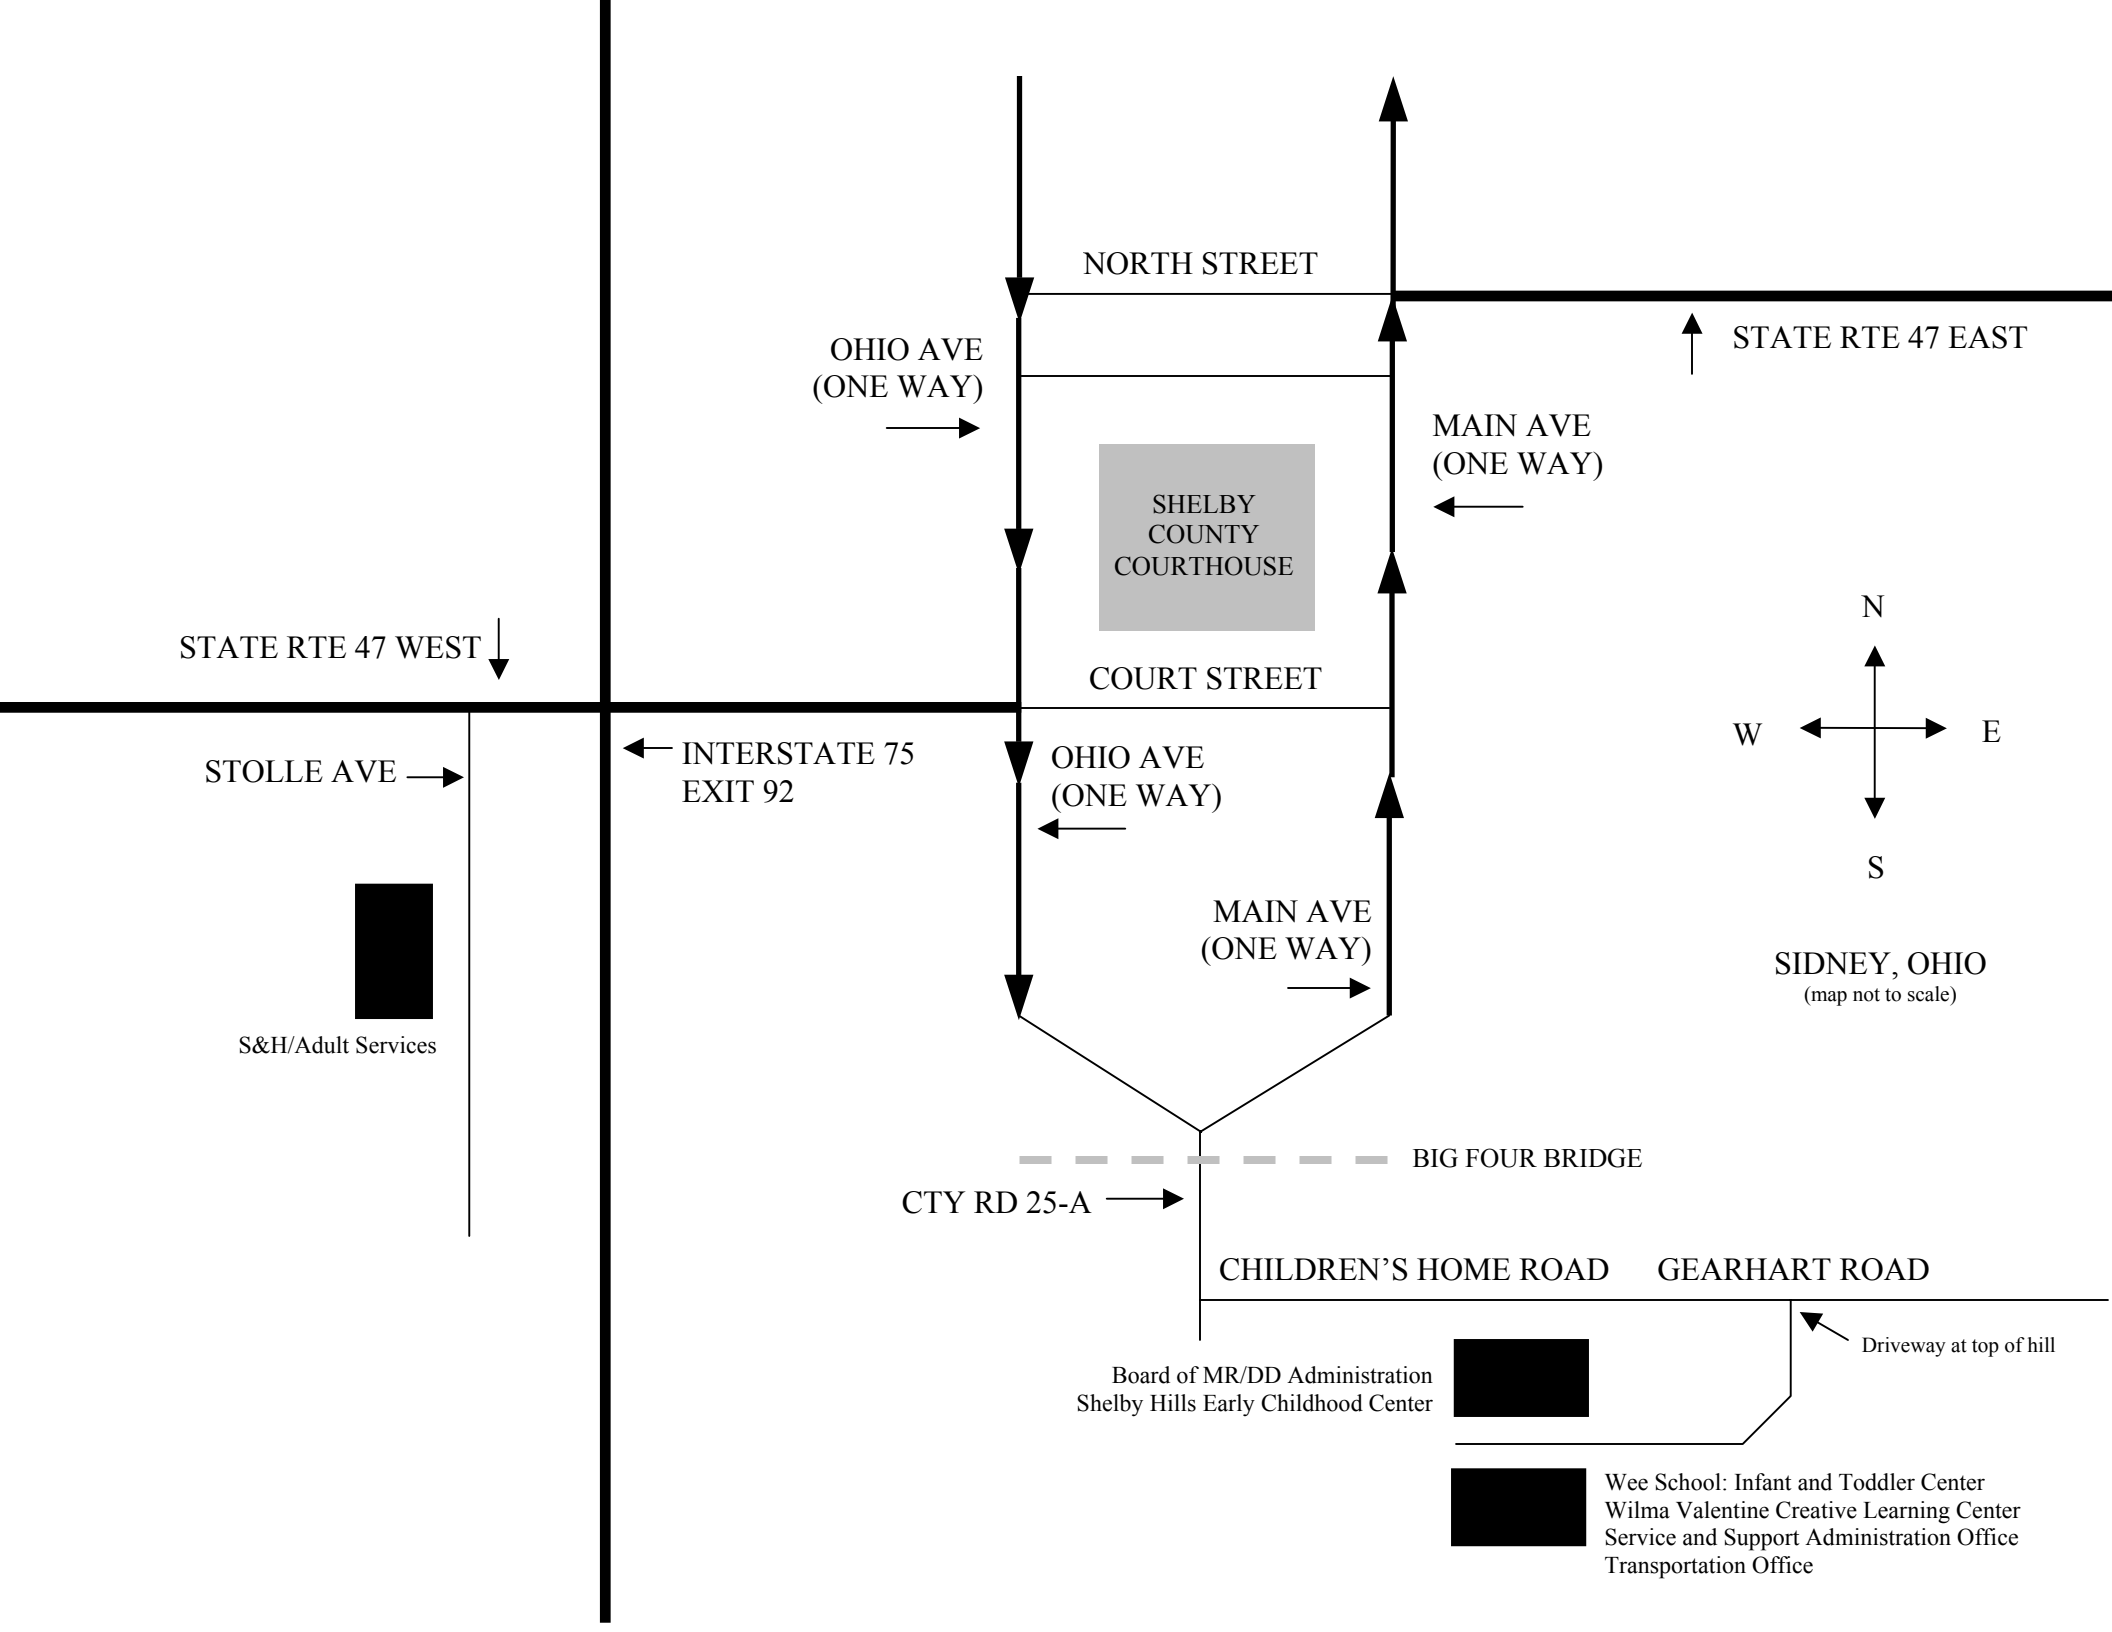 NORTH STREET
STATE RTE 47 EAST
OHIO AVE
(ONE WAY)
MAIN AVE
(ONE WAY)
SHELBY
COUNTY
COURTHOUSE
N
STATE RTE 47 WEST
COURT STREET
W
E
STOLLE AVE
INTERSTATE 75
EXIT 92
OHIO AVE
(ONE WAY)
S
MAIN AVE
(ONE WAY)
SIDNEY, OHIO
(map not to scale)
S&H/Adult Services
BIG FOUR BRIDGE
CTY RD 25-A
CHILDREN’S HOME ROAD
GEARHART ROAD
Driveway at top of hill
Board of MR/DD Administration
Shelby Hills Early Childhood Center
Wee School: Infant and Toddler Center
Wilma Valentine Creative Learning Center
Service and Support Administration Office
Transportation Office